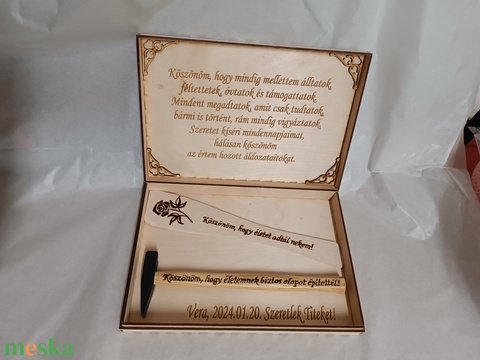 Köszönöm, hogy mindig mellettem álltatok,
féltettetek, óvtatok és támogattatok.
Mindent megadtatok, amit csak tudtatok,
bármi is történt, rám mindig vigyáztatok.
Szeretet kíséri mindennapjaimat,
hálásan köszönöm
az értem hozott áldozataitokat.
Köszönöm, hogy életet adtál nekem!
Köszönöm, hogy életemnek biztos alapot építettél!
Vera, 2024.01.20. Szeretlek Titeket!
meska